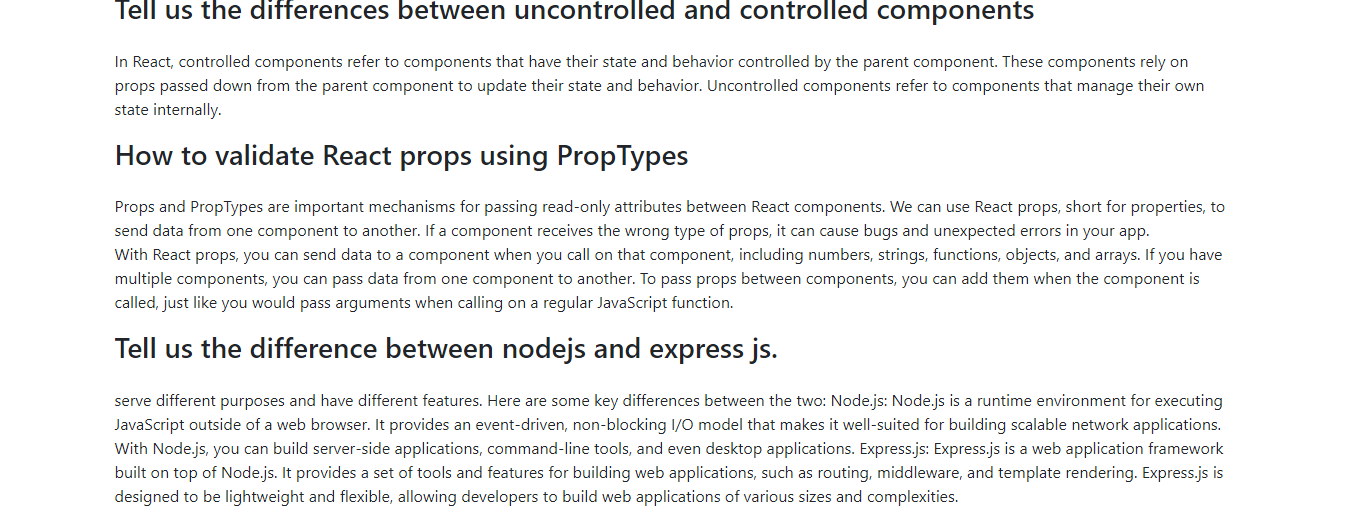 Tell us the differences between uncontrolled and controlled components
In React, controlled components refer to components that have their state and behavior controlled by the parent component. These components rely on
props passed down from the parent component to update their state and behavior. Uncontrolled components refer to components that manage their own
state internally.
How to validate React props using PropTypes
Props and PropTypes are important mechanisms for passing read-only attributes between React components. We can use React props, short for properties, to
send data from one component to another. If a component receives the wrong type of props, it can cause bugs and unexpected errors in your app.
With React props, you can send data to a component when you call on that component, including numbers, strings, functions, objects, and arrays. If you have
multiple components, you can pass data from one component to another. To pass props between components, you can add them when the component is
called, just like you would pass arguments when calling on a regular JavaScript function.
Tell us the difference between nodejs and express js.
serve different purposes and have different features. Here are some key differences between the two: Node.js: Node.js is a runtime environment for executing
JavaScript outside of a web browser. It provides an event-driven, non-blocking I/O model that makes it well-suited for building scalable network applications.
With Node.js, you can build server-side applications, command-line tools, and even desktop applications. Express.js: Express.js is a web application framework
built on top of Node.js. It provides a set of tools and features for building web applications, such as routing, middleware, and template rendering. Express.js is
designed to be lightweight and flexible, allowing developers to build web applications of various sizes and complexities.